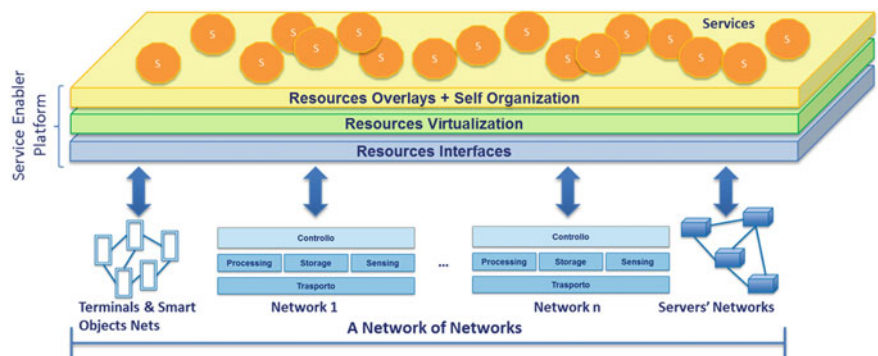 Services
S S S S S S S S S S S S S S S S S
Service Enabler
Platform
Resources Overlays + Self Organization
Resources Virtualization
Resources Interfaces
Controllo
Processing Storage Sensing
Trasporto
...
Controllo
Processing Storage Sensing
Trasporto
Terminals & Smart
Objects Nets
Network 1
Network n
Servers' Networks
A Network of Networks